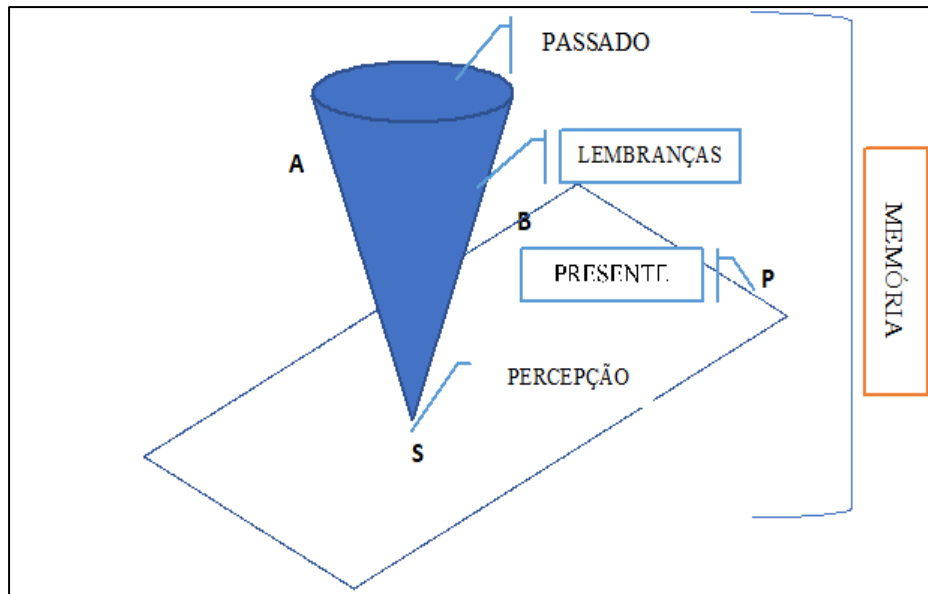 PASSADO
A
LEMBRANÇAS
B
PRESENTE
P
MEMÓRIA
PERCEPÇÃO
S